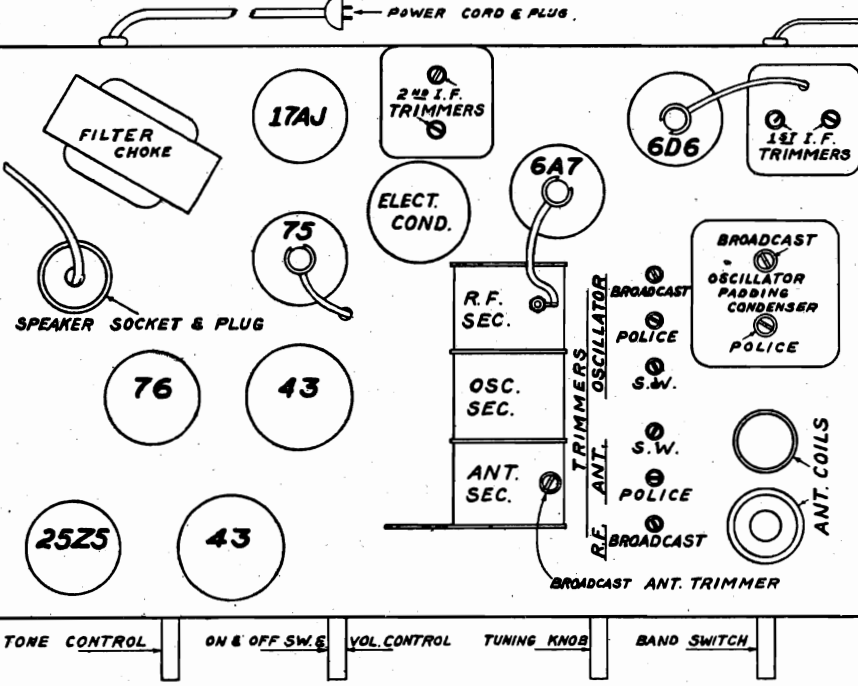 POWER CORD & PLUG.
FILTER
CHOKE
17AJ
2ND I.F.
TRIMMERS
6D6
1ST I.F.
TRIMMERS
6A7
ELECT.
COND.
75
SPEAKER SOCKET & PLUG
R.F.
SEC.
OSC.
SEC.
ANT.
SEC.
TRIMMERS
OSCILLATOR
BROADCAST
POLICE
S.W.
ANT.
S.W.
POLICE
R.F.
BROADCAST
BROADCAST
OSCILLATOR
PADDING
CONDENSER
POLICE
76
43
25Z5
43
ANT. COILS
BROADCAST ANT. TRIMMER
TONE CONTROL
ON & OFF SW. & VOL. CONTROL
TUNING KNOB
BAND SWITCH